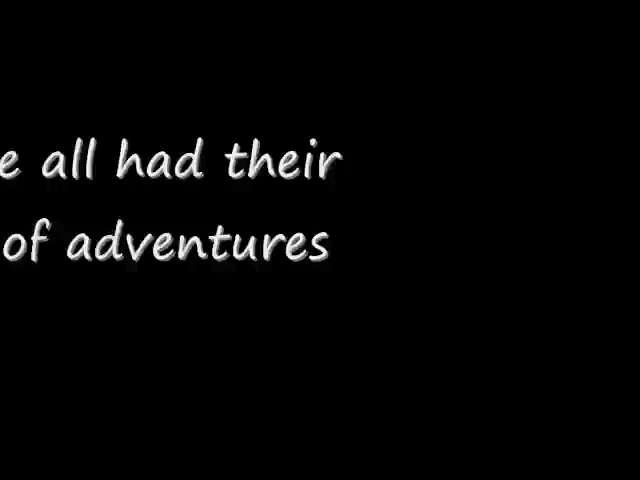 e all had their
of adventures